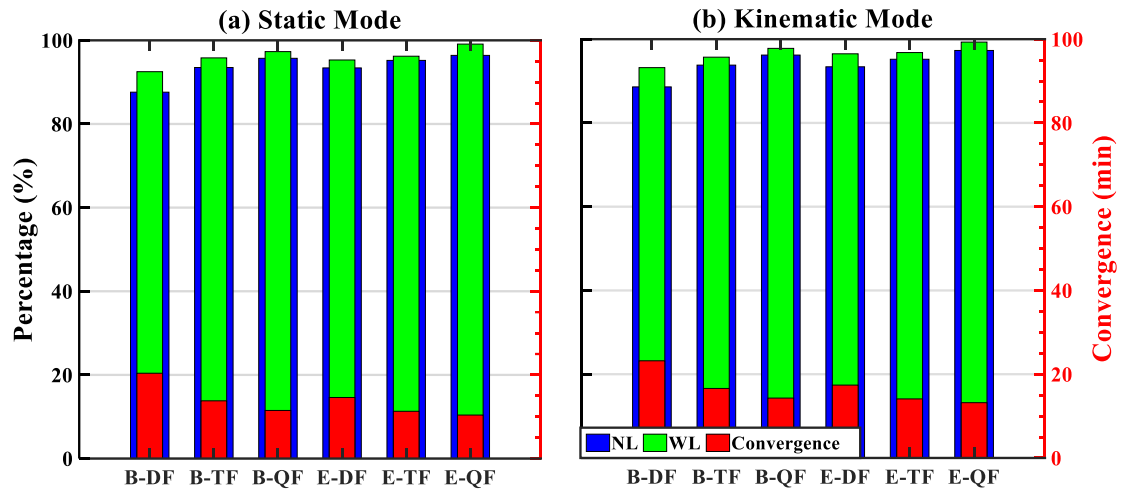 (a) Static Mode
(b) Kinematic Mode
Percentage (%)
100
80
60
40
20
0
B-DF B-TF B-QF E-DF E-TF E-QF
NL WL Convergence
B-DF B-TF B-QF E-DF E-TF E-QF
100
80
60
40
20
0
Convergence (min)